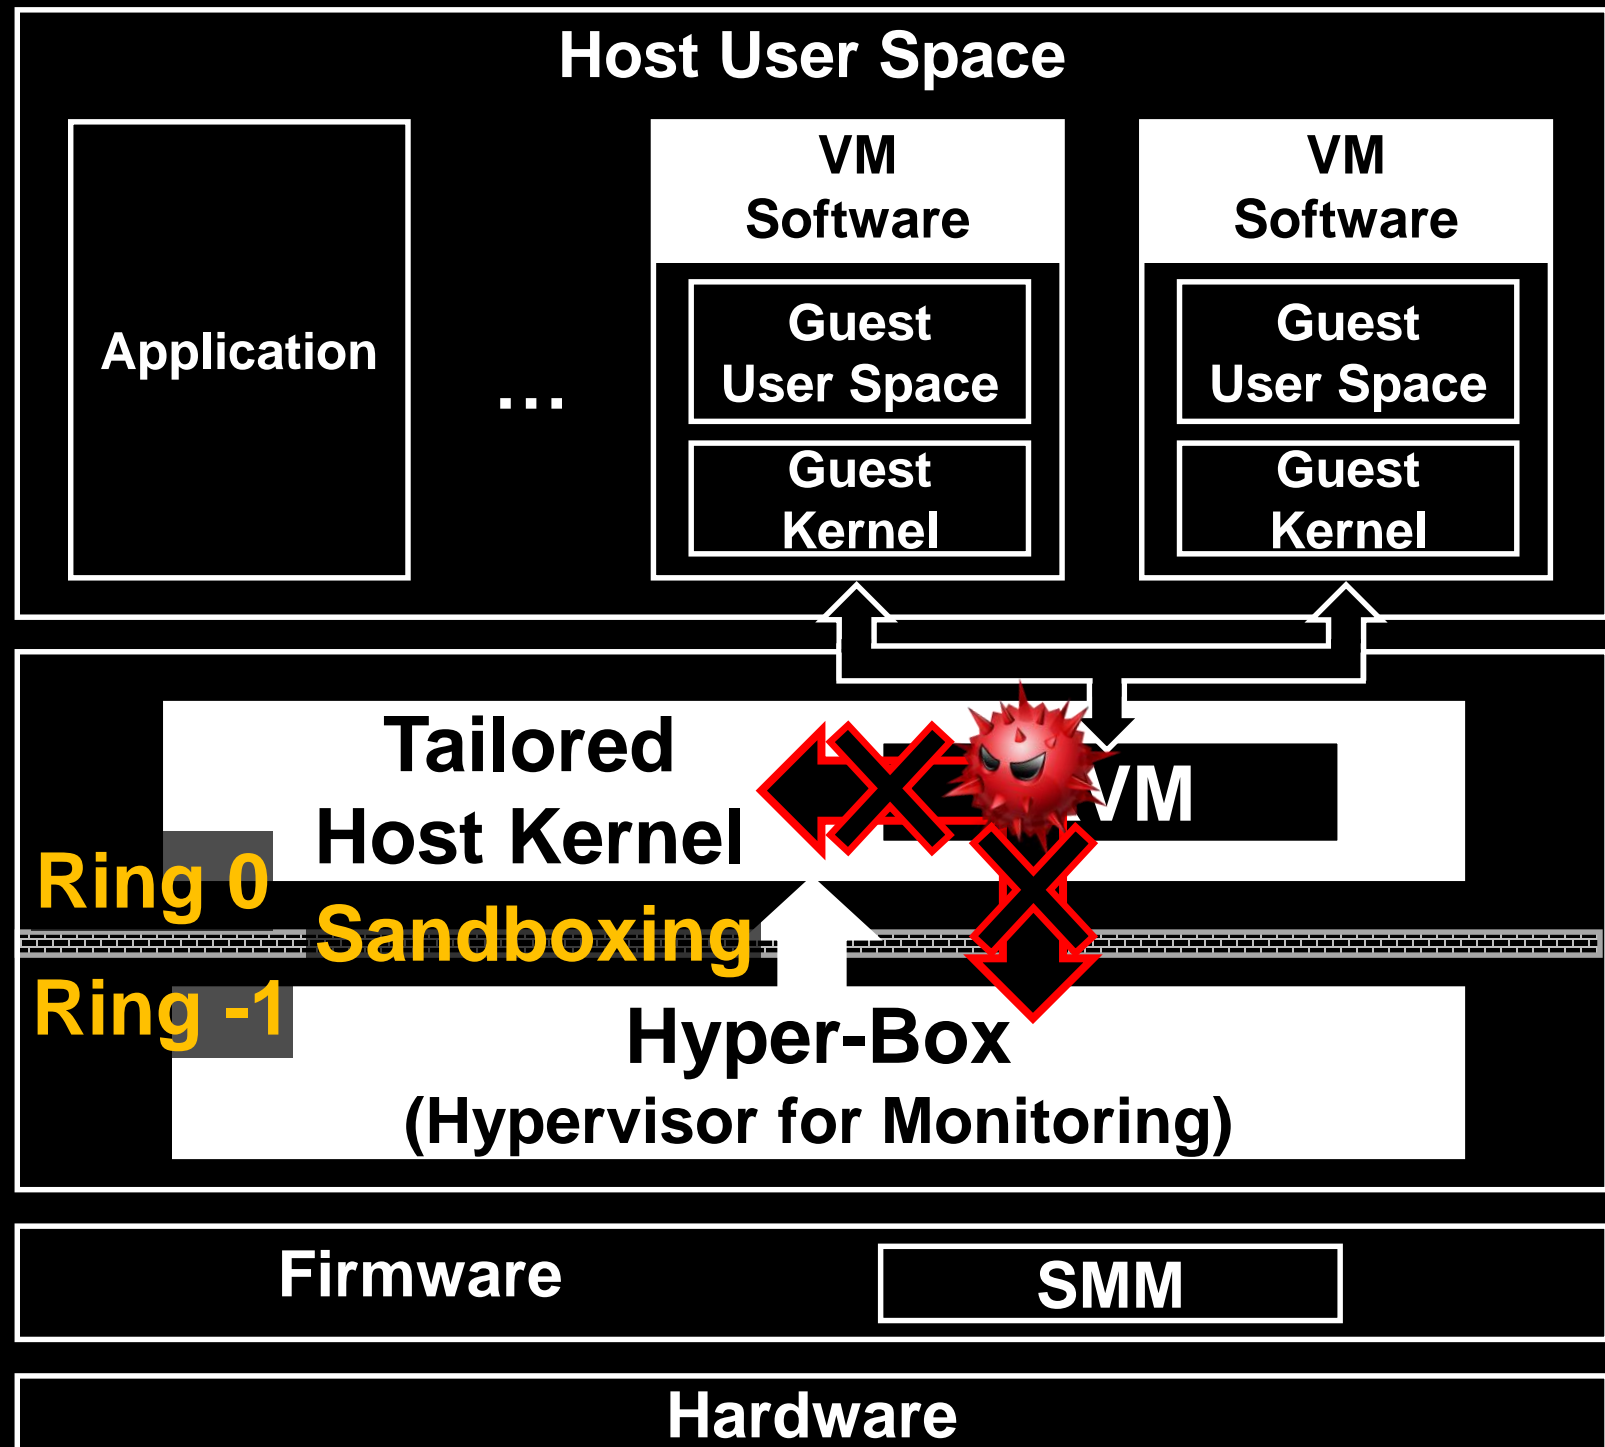 Host User Space
Application
...
VM
Software
Guest
User Space
Guest
Kernel
VM
Software
Guest
User Space
Guest
Kernel
Tailored
Host Kernel
VM
Ring 0
Sandboxing
Ring -1
Hyper-Box
(Hypervisor for Monitoring)
Firmware
SMM
Hardware